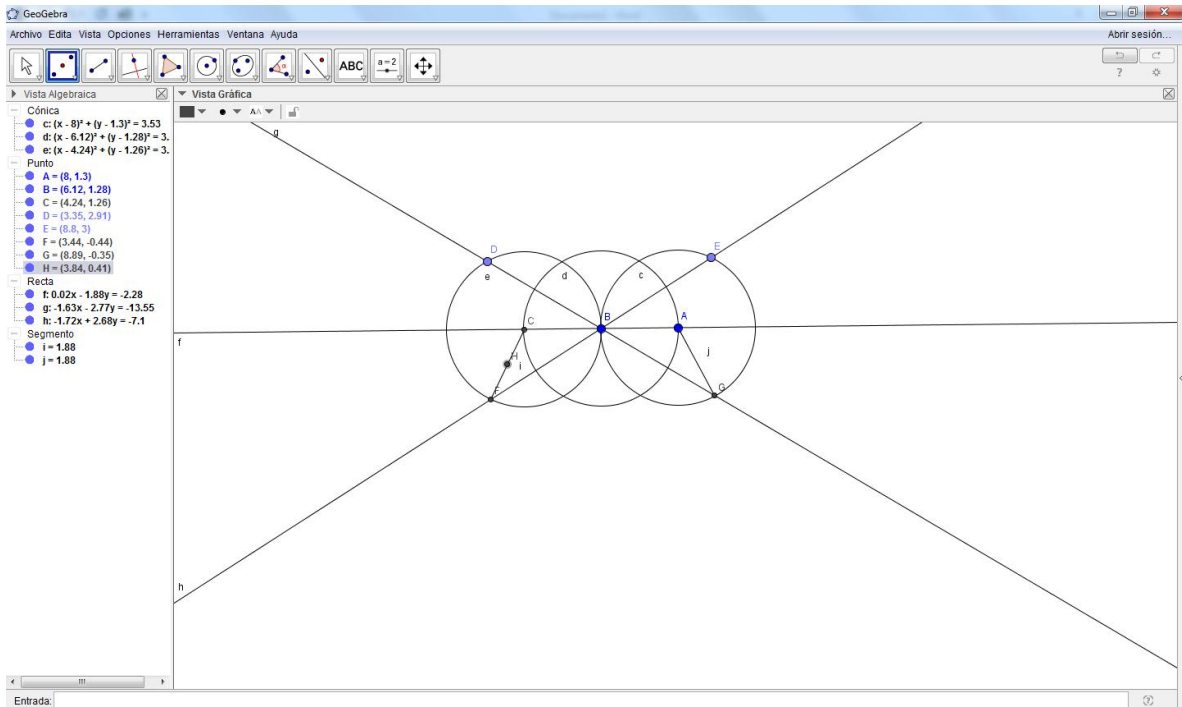 GeoGebra
Archivo Edita Vista Opciones Herramientas Ventana Ayuda
Abrir sesión...
ABC
a=2
Vista Algebraica
Cónica
c: (x - 8)² + (y - 1.3)² = 3.53
d: (x - 6.12)² + (y - 1.28)² = 3.
e: (x - 4.24)² + (y - 1.26)² = 3.
Punto
A = (8, 1.3)
B = (6.12, 1.28)
C = (4.24, 1.26)
D = (3.35, 2.91)
E = (8.8, 3)
F = (3.44, -0.44)
G = (8.89, -0.35)
H = (3.84, 0.41)
Recta
f: 0.02x - 1.88y = -2.28
g: -1.63x - 2.77y = -13.55
h: -1.72x + 2.68y = -7.1
Segmento
i = 1.88
j = 1.88
Vista Gráfica
AA
g
D
E
e
d
c
C
B
A
f
H
i
j
F
G
h
Entrada: